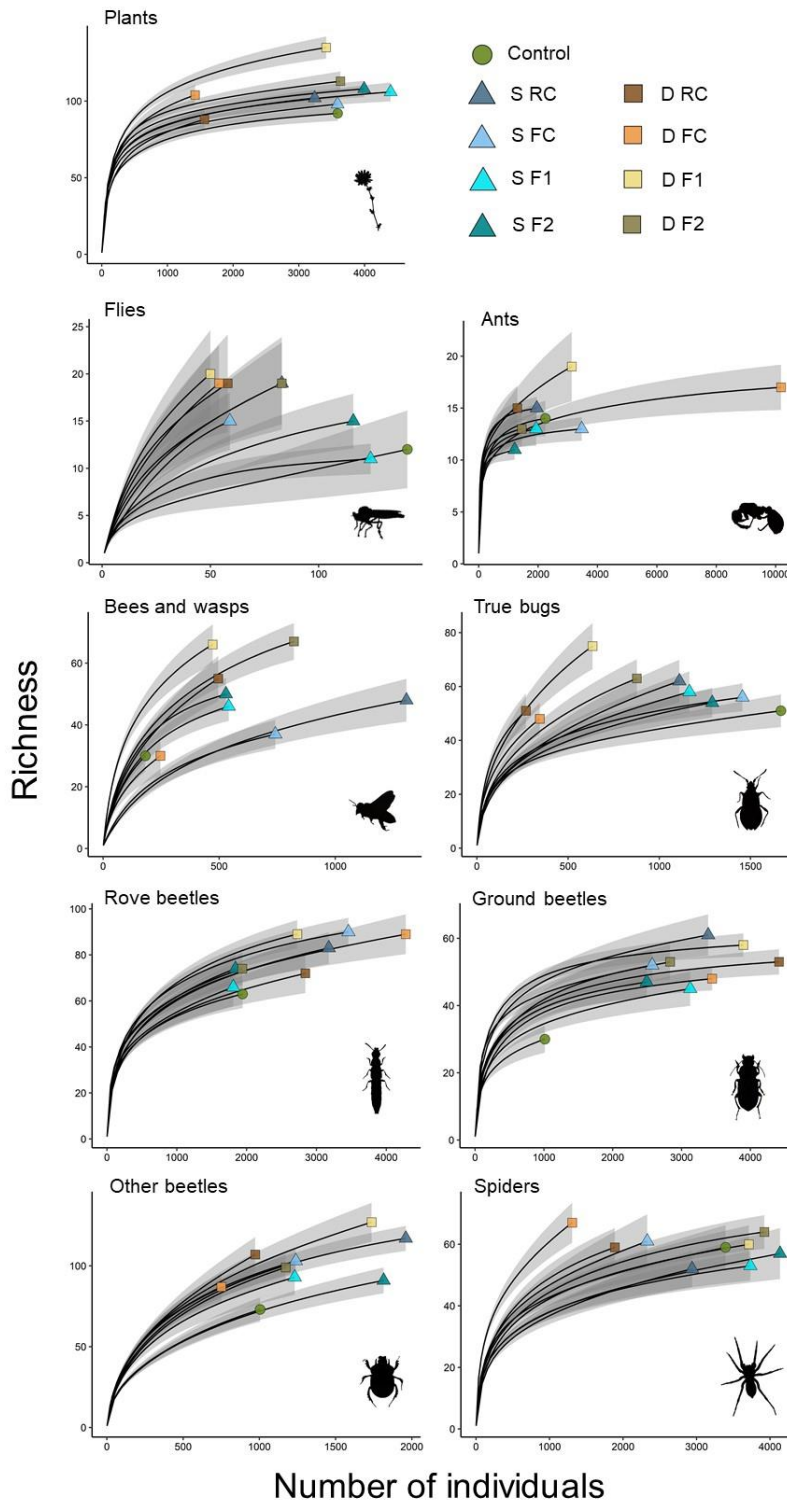 Plants
100
50
0
0 1000 2000 3000 4000
Control
S RC D RC
S FC D FC
S F1 D F1
S F2 D F2
Flies
25
20
15
10
5
0
0 50 100
Ants
20
15
10
5
0
0 2000 4000 6000 8000 10000
Richness
Bees and wasps
60
40
20
0
0 500 1000
True bugs
80
60
40
20
0
0 500 1000 1500
Rove beetles
100
80
60
40
20
0
0 1000 2000 3000 4000
Ground beetles
60
40
20
0
0 1000 2000 3000 4000
Other beetles
100
50
0
0 500 1000 1500 2000
Spiders
60
40
20
0
0 1000 2000 3000 4000
Number of individuals